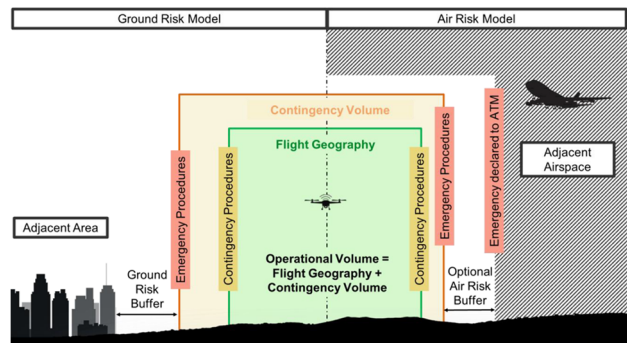 Ground Risk Model
Air Risk Model
Contingency Volume
Flight Geography
Emergency Procedures
Contingency Procedures
Contingency Procedures
Emergency Procedures
Emergency declared to ATM
Adjacent
Airspace
Adjacent Area
Operational Volume =
Flight Geography +
Contingency Volume
Ground
Risk
Buffer
Optional
Air Risk
Buffer